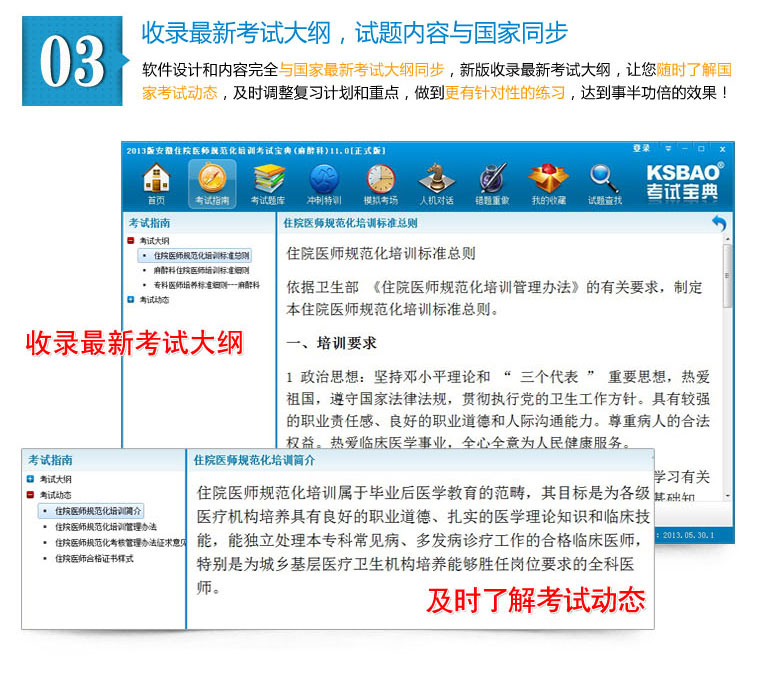 03
收录最新考试大纲，试题内容与国家同步
软件设计和内容完全与国家最新考试大纲同步，新版收录最新考试大纲，让您随时了解国
家考试动态，及时调整复习计划和重点，做到更有针对性的练习，达到事半功倍的效果！
2013版安徽住院医师规范化培训考试宝典(麻醉科)11.0[正式版]
登录
首页 考试指南 考试题库 冲刺特训 模拟考场 人机对话 错题重做 我的收藏 试题查找
KSBAO®
考试宝典
考试指南
考试大纲
住院医师规范化培训标准总则
麻醉科住院医师培训标准细则
专科医师培养标准细则---麻醉科
考试动态
住院医师规范化培训标准总则
住院医师规范化培训标准总则
依据卫生部 《住院医师规范化培训管理办法》的有关要求，制定
本住院医师规范化培训标准总则。
一、培训要求
1 政治思想：坚持邓小平理论和 “ 三个代表 ” 重要思想，热爱
祖国，遵守国家法律法规，贯彻执行党的卫生工作方针。具有较强
的职业责任感、良好的职业道德和人际沟通能力。尊重病人的合法
权益。热爱临床医学事业，全心全意为人民健康服务。
学习有关
基础知
: 2013.05.30.1
收录最新考试大纲
考试指南
考试大纲
考试动态
住院医师规范化培训简介
住院医师规范化培训管理办法
住院医师规范化考核管理办法征求意见
住院医师合格证书样式
住院医师规范化培训简介
住院医师规范化培训属于毕业后医学教育的范畴，其目标是为各级
医疗机构培养具有良好的职业道德、扎实的医学理论知识和临床技
能，能独立处理本专科常见病、多发病诊疗工作的合格临床医师，
特别是为城乡基层医疗卫生机构培养能够胜任岗位要求的全科医
师。
及时了解考试动态